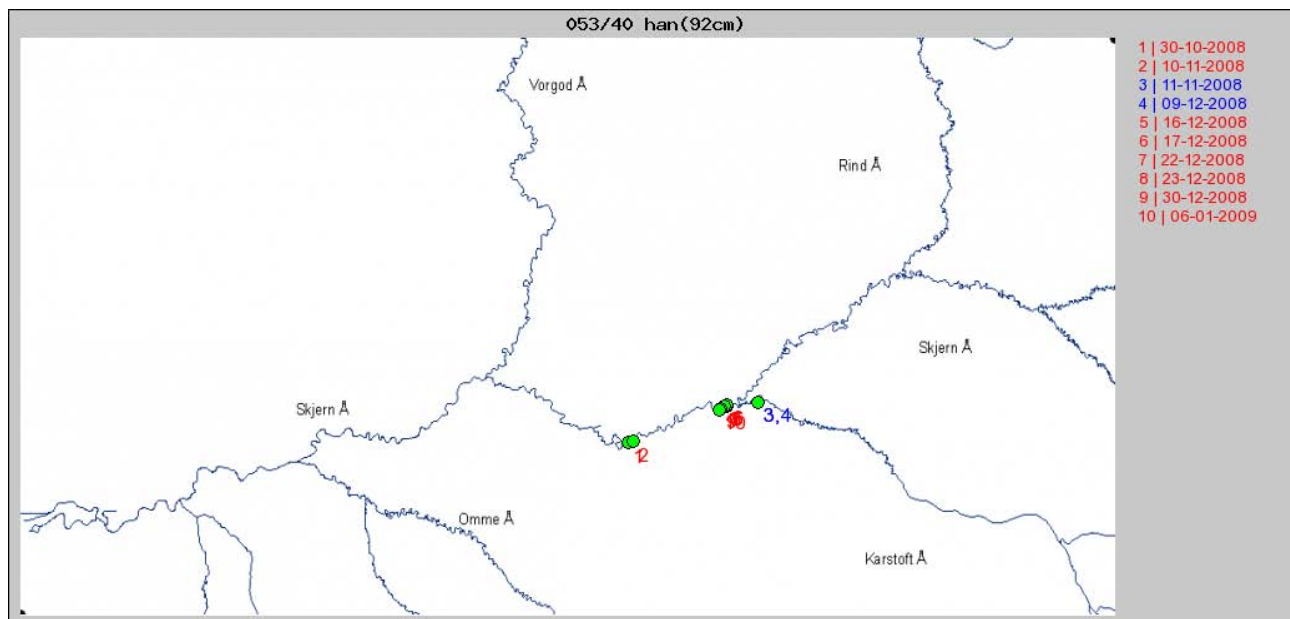 053/40 han(92cm)
1 | 30-10-2008
2 | 10-11-2008
3 | 11-11-2008
4 | 09-12-2008
5 | 16-12-2008
6 | 17-12-2008
7 | 22-12-2008
8 | 23-12-2008
9 | 30-12-2008
10 | 06-01-2009
Vorgod Å
Rind Å
Skjern Å
Skjern Å
3,4
12
Omme Å
Karstoft Å